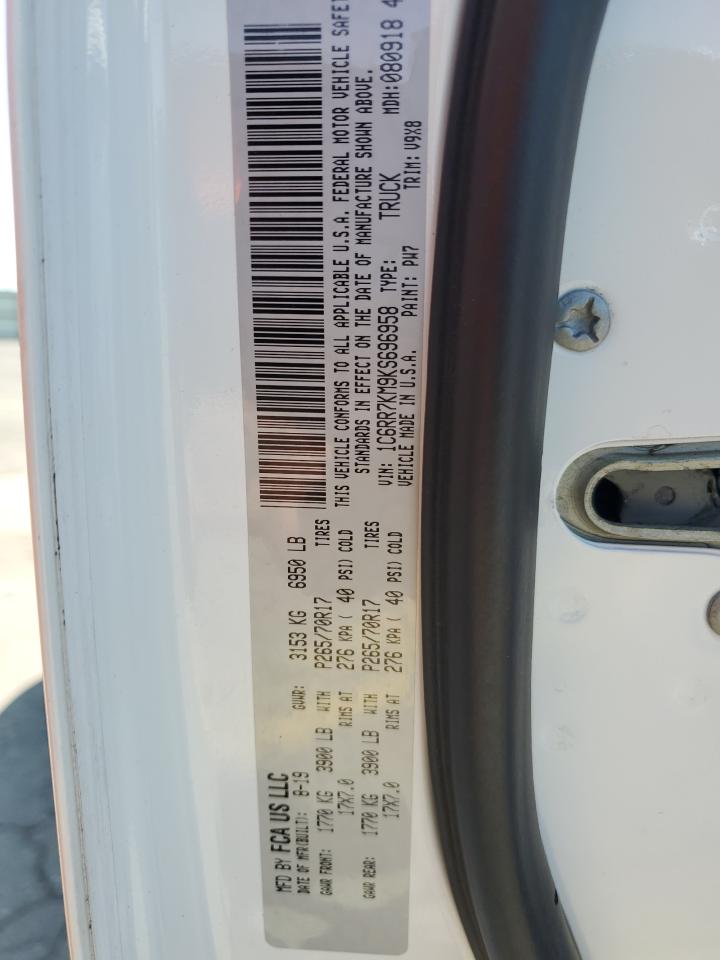 MFD BY FCA US LLC
DATE OF MFR(BUILT): 8-19 GVWR: 3153 KG 6950 LB
GAWR FRONT: 1770 KG 3900 LB WITH P265/70R17 TIRES
17X7.0 RIMS AT 276 KPA ( 40 PSI) COLD
GAWR REAR: 1770 KG 3900 LB WITH P265/70R17 TIRES
17X7.0 RIMS AT 276 KPA ( 40 PSI) COLD
THIS VEHICLE CONFORMS TO ALL APPLICABLE U.S.A. FEDERAL MOTOR VEHICLE
STANDARDS IN EFFECT ON THE DATE OF MANUFACTURE SHOWN ABOVE.
VIN: 1C6RR7KM9KS696958 TYPE: TRUCK MDH:080918 4
VEHICLE MADE IN U.S.A. PAINT: PW7 TRIM: V9X8